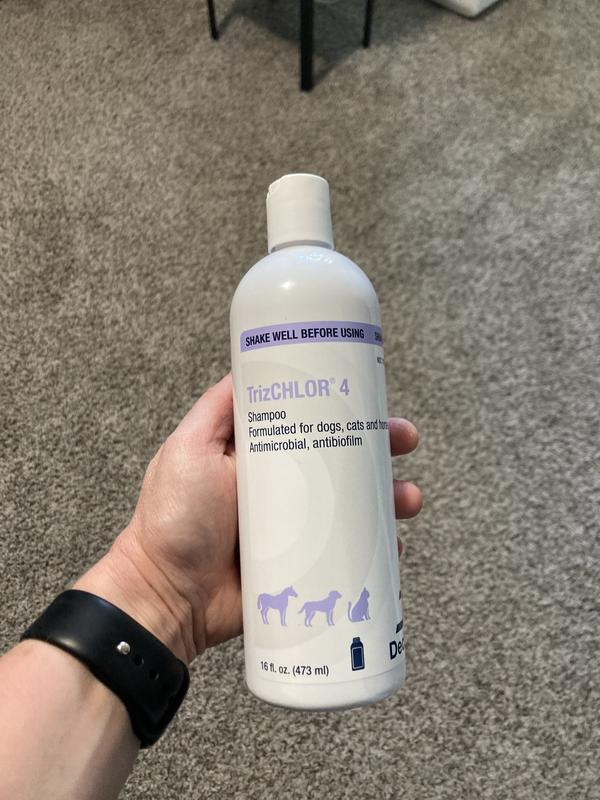 SHAKE WELL BEFORE USING
TrizCHLOR® 4
Shampoo
Formulated for dogs, cats and
Antimicrobial, antibiofilm
16 fl. oz. (473 ml)